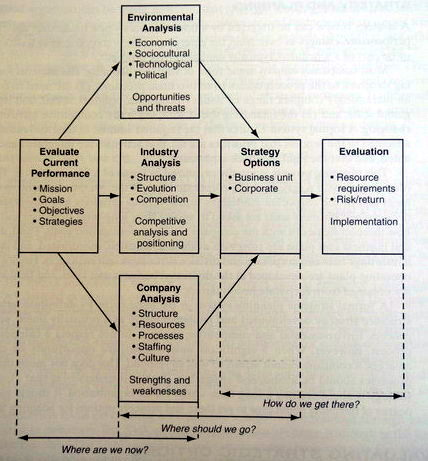 Environmental
Analysis
• Economic
• Sociocultural
• Technological
• Political
Opportunities
and threats
Evaluate
Current
Performance
• Mission
• Goals
• Objectives
• Strategies
Industry
Analysis
• Structure
• Evolution
• Competition
Competitive
analysis and
positioning
Strategy
Options
• Business unit
• Corporate
Evaluation
• Resource
requirements
• Risk/return
Implementation
Company
Analysis
• Structure
• Resources
• Processes
• Staffing
• Culture
Strengths and
weaknesses
How do we get there?
Where should we go?
Where are we now?